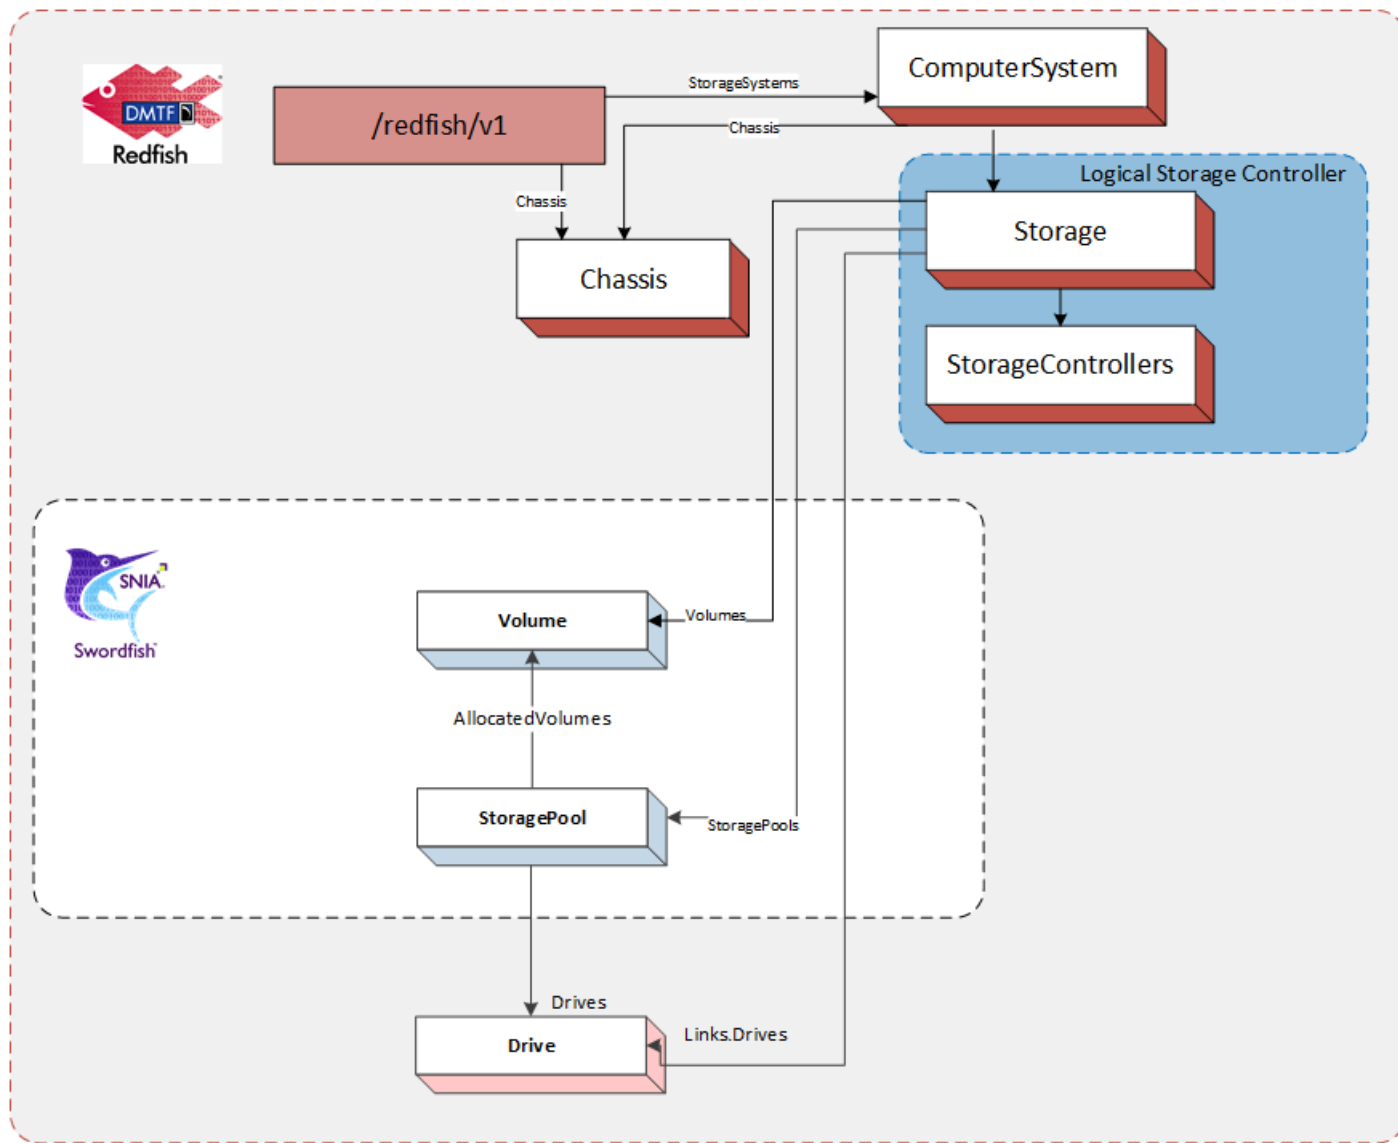 ComputerSystem
StorageSystems
DMTF
Redfish
/redfish/v1
Chassis
Logical Storage Controller
Chassis
Storage
Chassis
StorageControllers
SNIA
Swordfish
Volume
Volumes
AllocatedVolumes
StoragePool
StoragePools
Drives
Drive
Links.Drives